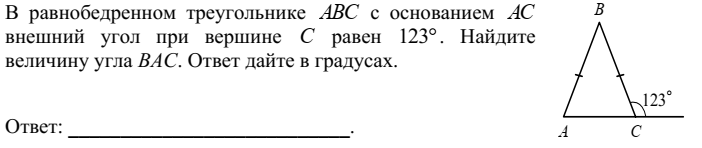 В равнобедренном треугольнике ABC с основанием AC
внешний угол при вершине C равен 123°. Найдите
величину угла BAC. Ответ дайте в градусах.
Ответ: ___________________________.
B
123°
A
C